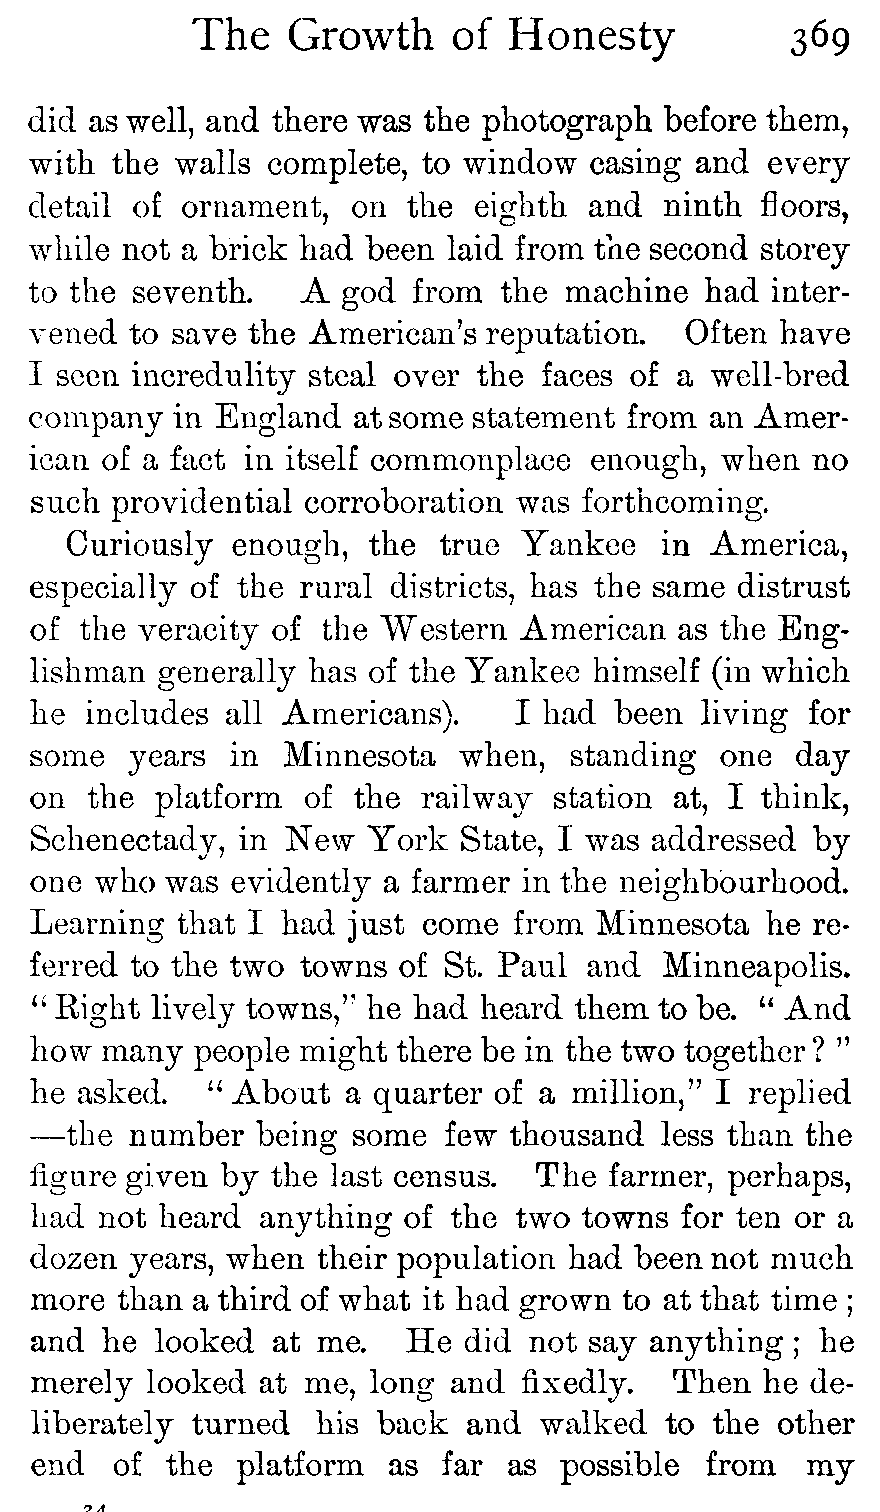 The Growth of Honesty 369
did as well, and there was the photograph before them,
with the walls complete, to window casing and every
detail of ornament, on the eighth and ninth floors,
while not a brick had been laid from the second storey
to the seventh. A god from the machine had inter-
vened to save the American's reputation. Often have
I seen incredulity steal over the faces of a well-bred
company in England at some statement from an Amer-
ican of a fact in itself commonplace enough, when no
such providential corroboration was forthcoming.
Curiously enough, the true Yankee in America,
especially of the rural districts, has the same distrust
of the veracity of the Western American as the Eng-
lishman generally has of the Yankee himself (in which
he includes all Americans). I had been living for
some years in Minnesota when, standing one day
on the platform of the railway station at, I think,
Schenectady, in New York State, I was addressed by
one who was evidently a farmer in the neighbourhood.
Learning that I had just come from Minnesota he re-
ferred to the two towns of St. Paul and Minneapolis.
“Right lively towns,” he had heard them to be. “And
how many people might there be in the two together?”
he asked. “About a quarter of a million,” I replied
—the number being some few thousand less than the
figure given by the last census. The farmer, perhaps,
had not heard anything of the two towns for ten or a
dozen years, when their population had been not much
more than a third of what it had grown to at that time;
and he looked at me. He did not say anything; he
merely looked at me, long and fixedly. Then he de-
liberately turned his back and walked to the other
end of the platform as far as possible from my